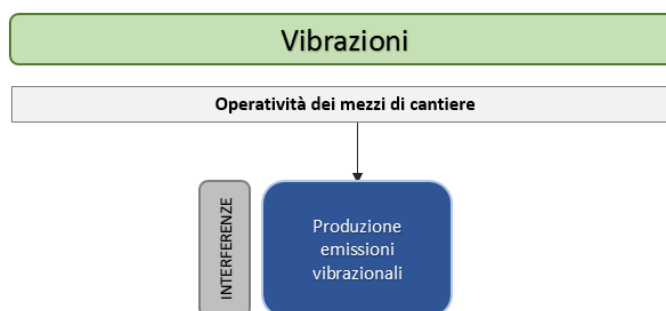 Vibrazioni
Operatività dei mezzi di cantiere
INTERFERENZE
Produzione
emissioni
vibrazionali